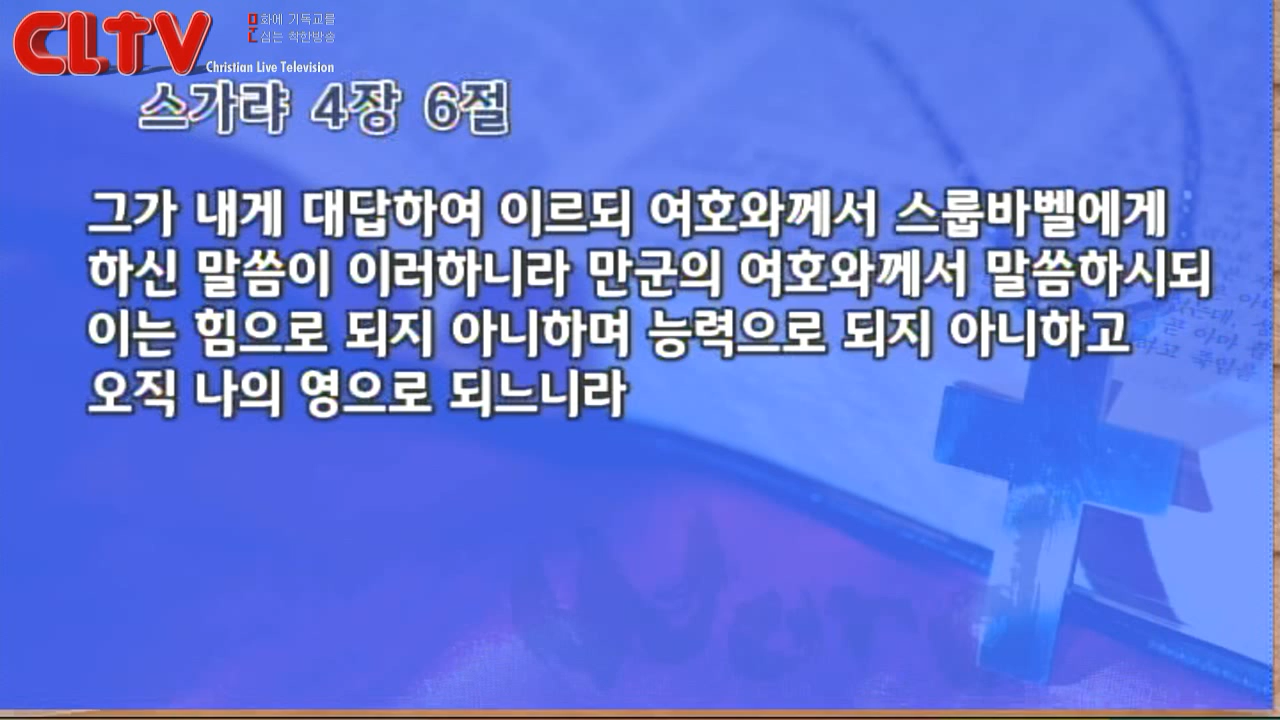 CLTV
문화에 기독교를
심는 착한방송
Christian Live Television
스가랴 4장 6절
그가 내게 대답하여 이르되 여호와께서 스룹바벨에게
하신 말씀이 이러하니라 만군의 여호와께서 말씀하시되
이는 힘으로 되지 아니하며 능력으로 되지 아니하고
오직 나의 영으로 되느니라